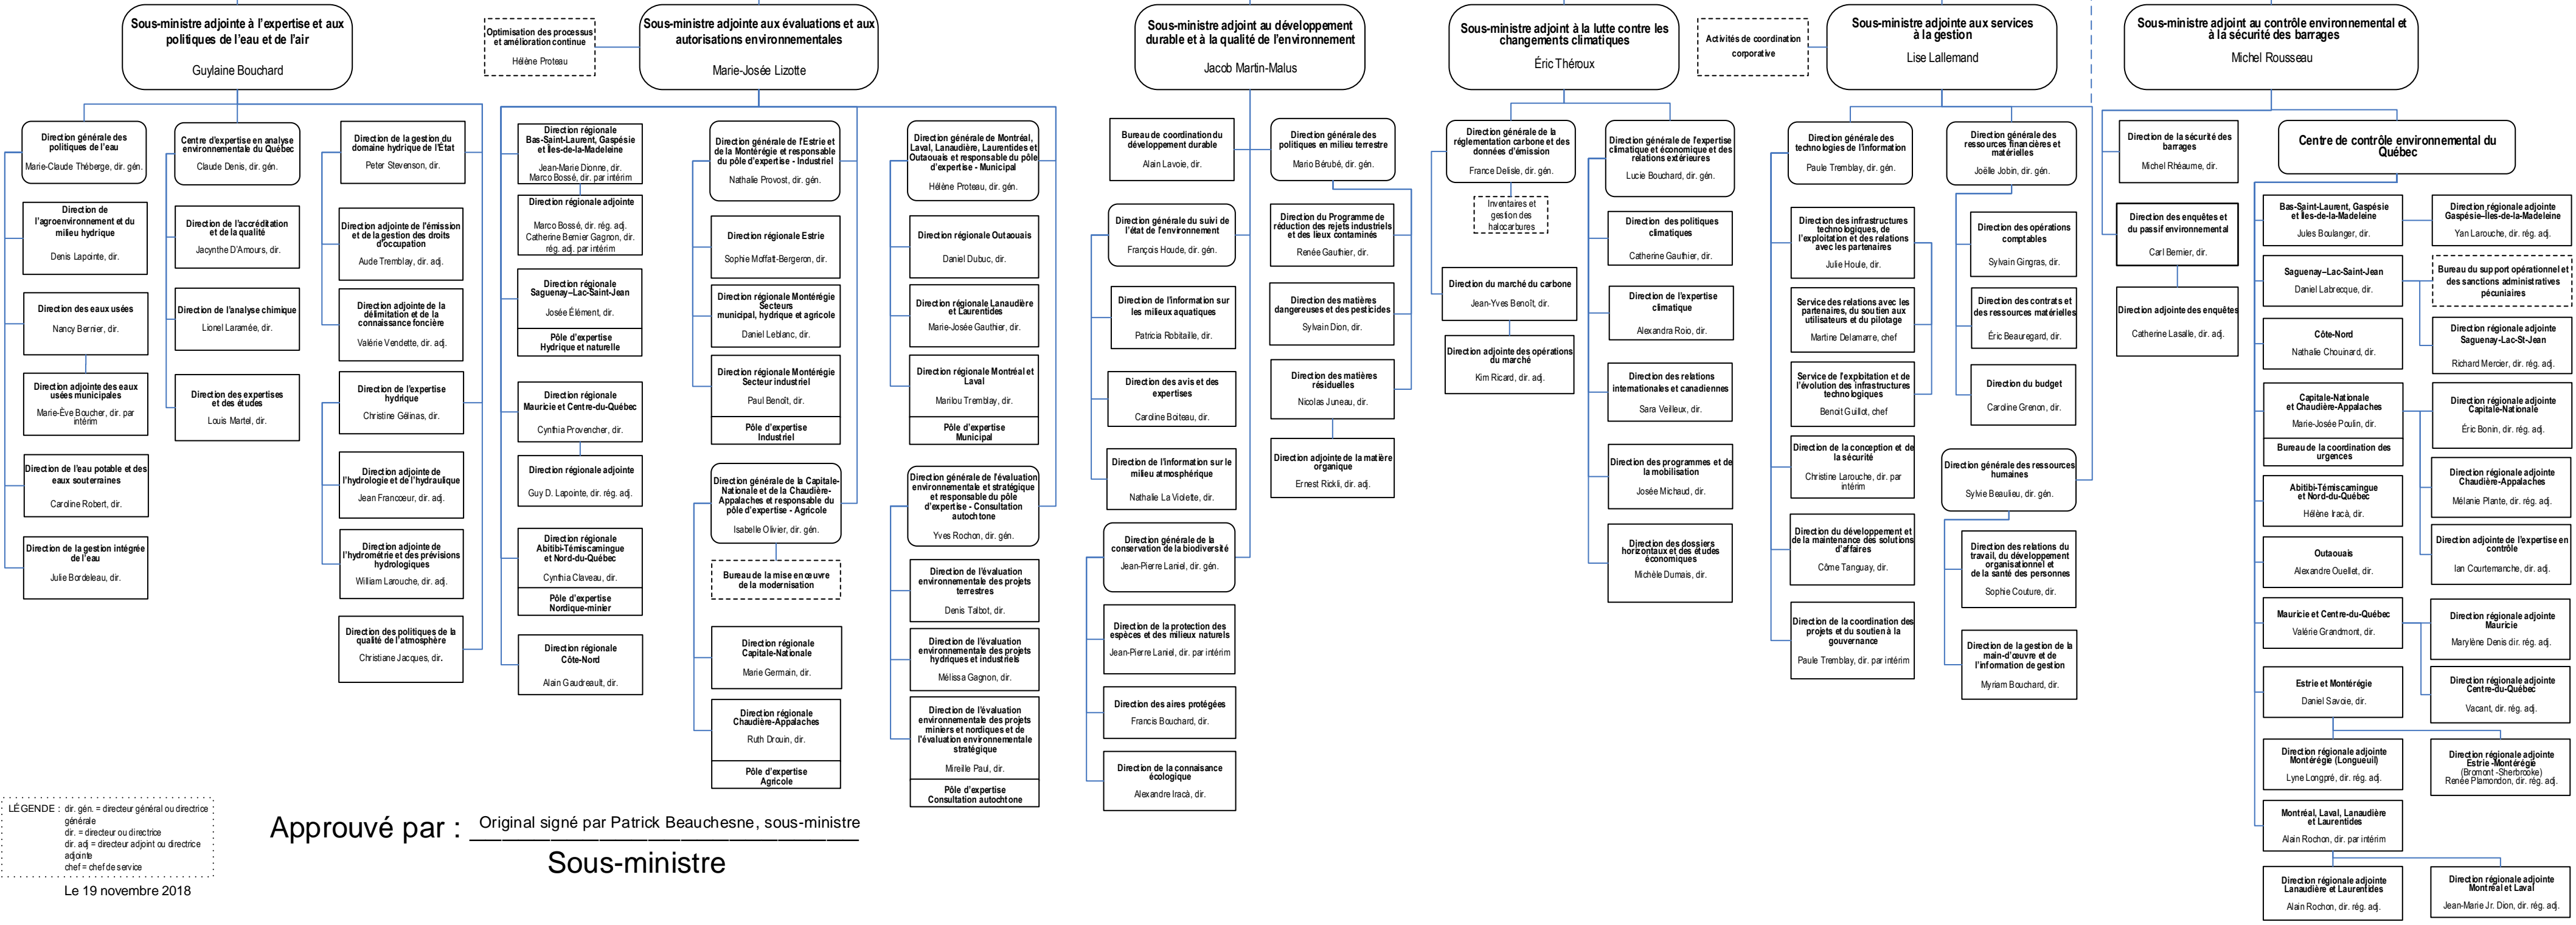 Sous-ministre adjointe à l'expertise et aux
politiques de l'eau et de l'air
Guylaine Bouchard
Direction générale des
politiques de l'eau
Marie-Claude Théberge, dir. gén.
Direction de
l'agroenvironnement et du
milieu hydrique
Denis Lapointe, dir.
Direction des eaux usées
Nancy Bernier, dir.
Direction adjointe des eaux
usées municipales
Marie-Ève Boucher, dir. par
intérim
Direction de l'eau potable et des
eaux souterraines
Caroline Robert, dir.
Direction de la gestion intégrée
de l'eau
Julie Bordeleau, dir.
Centre d'expertise en analyse
environnementale du Québec
Claude Denis, dir. gén.
Direction de l'accréditation
et de la qualité
Jacynthe D'Amours, dir.
Direction de l'analyse chimique
Lionel Laramée, dir.
Direction des expertises
et des études
Louis Martel, dir.
Direction de la gestion du
domaine hydrique de l'État
Peter Stevenson, dir.
Direction adjointe de l'émission
et de la gestion des droits
d'occupation
Aude Tremblay, dir. adj.
Direction adjointe de la
délimitation et de la
connaissance foncière
Valérie Vendette, dir. adj.
Direction de l'expertise
hydrique
Christine Gélinas, dir.
Direction adjointe de
l'hydrologie et de l'hydraulique
Jean Francœur, dir. adj.
Direction adjointe de
l'hydrométrie et des prévisions
hydrologiques
William Larouche, dir. adj.
Direction des politiques de la
qualité de l'atmosphère
Christiane Jacques, dir.
Optimisation des processus
et amélioration continue
Hélène Proteau
Sous-ministre adjointe aux évaluations et aux
autorisations environnementales
Marie-Josée Lizotte
Direction régionale
Bas-Saint-Laurent, Gaspésie
et Îles-de-la-Madeleine
Jean-Marie Dionne, dir.
Marco Bossé, dir. par intérim
Direction régionale adjointe
Marco Bossé, dir. rég. adj.
Catherine Bernier Gagnon, dir.
rég. adj. par intérim
Direction régionale
Saguenay–Lac-Saint-Jean
Josée Élément, dir.
Pôle d'expertise
Hydrique et naturelle
Direction régionale
Mauricie et Centre-du-Québec
Cynthia Provencher, dir.
Direction régionale adjointe
Guy D. Lapointe, dir. rég. adj.
Direction régionale
Abitibi-Témiscamingue
et Nord-du-Québec
Cynthia Claveau, dir.
Pôle d'expertise
Nordique-minier
Direction régionale
Côte-Nord
Alain Gaudreault, dir.
Direction générale de l'Estrie et
de la Montérégie et responsable
du pôle d'expertise - Industriel
Nathalie Provost, dir. gén.
Direction régionale Estrie
Sophie Moffatt-Bergeron, dir.
Direction régionale Montérégie
Secteurs
municipal, hydrique et agricole
Daniel Leblanc, dir.
Direction régionale Montérégie
Secteur industriel
Paul Benoît, dir.
Pôle d'expertise
Industriel
Direction générale de la Capitale-
Nationale et de la Chaudière-
Appalaches et responsable du
pôle d'expertise - Agricole
Isabelle Olivier, dir. gén.
Bureau de la mise en œuvre
de la modernisation
Direction régionale
Capitale-Nationale
Marie Germain, dir.
Direction régionale
Chaudière-Appalaches
Ruth Drouin, dir.
Pôle d'expertise
Agricole
Direction générale de Montréal,
Laval, Lanaudière, Laurentides et
Outaouais et responsable du pôle
d'expertise - Municipal
Hélène Proteau, dir. gén.
Direction régionale Outaouais
Daniel Dubuc, dir.
Direction régionale Lanaudière
et Laurentides
Marie-Josée Gauthier, dir.
Direction régionale Montréal et
Laval
Marilou Tremblay, dir.
Pôle d'expertise
Municipal
Direction générale de l'évaluation
environnementale et stratégique
et responsable du pôle
d'expertise - Consultation
autochtone
Yves Rochon, dir. gén.
Direction de l'évaluation
environnementale des projets
terrestres
Denis Talbot, dir.
Direction de l'évaluation
environnementale des projets
hydriques et industriels
Mélissa Gagnon, dir.
Direction de l'évaluation
environnementale des projets
miniers et nordiques et de
l'évaluation environnementale
stratégique
Mireille Paul, dir.
Pôle d'expertise
Consultation autochtone
Sous-ministre adjoint au développement
durable et à la qualité de l'environnement
Jacob Martin-Malus
Bureau de coordination du
développement durable
Alain Lavoie, dir.
Direction générale du suivi de
l'état de l'environnement
François Houde, dir. gén.
Direction de l'information sur
les milieux aquatiques
Patricia Robitaille, dir.
Direction des avis et des
expertises
Caroline Boiteau, dir.
Direction de l'information sur le
milieu atmosphérique
Nathalie La Violette, dir.
Direction générale de la
conservation de la biodiversité
Jean-Pierre Laniel, dir. gén.
Direction de la protection des
espèces et des milieux naturels
Jean-Pierre Laniel, dir. par intérim
Direction des aires protégées
Francis Bouchard, dir.
Direction de la connaisance
écologique
Alexandre Iracà, dir.
Direction générale des
politiques en milieu terrestre
Mario Bérubé, dir. gén.
Direction du Programme de
réduction des rejets industriels
et des lieux contaminés
Renée Gauthier, dir.
Direction des matières
dangereuses et des pesticides
Sylvain Dion, dir.
Direction des matières
résiduelles
Nicolas Juneau, dir.
Direction adjointe de la matière
organique
Ernest Rickli, dir. adj.
Sous-ministre adjoint à la lutte contre les
changements climatiques
Éric Théroux
Direction générale de la
réglementation carbone et des
données d'émission
France Delisle, dir. gén.
Inventaires et
gestion des
halocarbures
Direction du marché du carbone
Jean-Yves Benoît, dir.
Direction adjointe des opérations
du marché
Kim Ricard, dir. adj.
Direction générale de l'expertise
climatique et économique et des
relations extérieures
Lucie Bouchard, dir. gén.
Direction des politiques
climatiques
Catherine Gauthier, dir.
Direction de l'expertise
climatique
Alexandra Roio, dir.
Direction des relations
internationales et canadiennes
Sara Veilleux, dir.
Direction des programmes et de
la mobilisation
Josée Michaud, dir.
Direction des dossiers
horizontaux et des études
économiques
Michèle Dumais, dir.
Activités de coordination
corporative
Sous-ministre adjointe aux services
à la gestion
Lise Lallemand
Direction générale des
technologies de l'information
Paule Tremblay, dir. gén.
Direction des infrastructures
technologiques, de
l'exploitation et des relations
avec les partenaires
Julie Houle, dir.
Service des relations avec les
partenaires, du soutien aux
utilisateurs et du pilotage
Martine Delamarre, chef
Service de l'exploitation et de
l'évolution des infrastructures
technologiques
Benoit Guillot, chef
Direction de la conception et de
la sécurité
Christine Larouche, dir. par
intérim
Direction du développement et
de la maintenance des solutions
d'affaires
Côme Tanguay, dir.
Direction de la coordination des
projets et du soutien à la
gouvernance
Paule Tremblay, dir. par intérim
Direction générale des
ressources financières et
matérielles
Joëlle Jobin, dir. gén.
Direction des opérations
comptables
Sylvain Gingras, dir.
Direction des contrats et
des ressources matérielles
Éric Beauregard, dir.
Direction du budget
Caroline Grenon, dir.
Direction générale des ressources
humaines
Sylvie Beaulieu, dir. gén.
Direction des relations du
travail, du développement
organisationnel et
de la santé des personnes
Sophie Couture, dir.
Direction de la gestion de la
main-d'œuvre et de
l'information de gestion
Myriam Bouchard, dir.
Sous-ministre adjoint au contrôle environnemental et
à la sécurité des barrages
Michel Rousseau
Direction de la sécurité des
barrages
Michel Rhéaume, dir.
Direction des enquêtes et
du passif environnemental
Carl Bernier, dir.
Direction adjointe des enquêtes
Catherine Lasalle, dir. adj.
Centre de contrôle environnemental du
Québec
Bas-Saint-Laurent, Gaspésie
et Îles-de-la-Madeleine
Jules Boulanger, dir.
Direction régionale adjointe
Gaspésie–Îles-de-la-Madeleine
Yan Larouche, dir. rég. adj.
Saguenay–Lac-Saint-Jean
Daniel Labrecque, dir.
Bureau du support opérationnel et
des sanctions administratives
pécuniaires
Côte-Nord
Nathalie Chouinard, dir.
Direction régionale adjointe
Saguenay-Lac-St-Jean
Richard Mercier, dir. rég. adj.
Capitale-Nationale
et Chaudière-Appalaches
Marie-Josée Poulin, dir.
Bureau de la coordination des
urgences
Direction régionale adjointe
Capitale-Nationale
Éric Bonin, dir. rég. adj.
Direction régionale adjointe
Chaudière-Appalaches
Mélanie Plante, dir. rég. adj.
Abitibi-Témiscamingue
et Nord-du-Québec
Hélène Iracà, dir.
Direction adjointe de l'expertise en
contrôle
Ian Courtemanche, dir. adj.
Outaouais
Alexandre Ouellet, dir.
Mauricie et Centre-du-Québec
Valérie Grandmont, dir.
Direction régionale adjointe
Mauricie
Marylène Denis dir. rég. adj.
Estrie et Montérégie
Daniel Savoie, dir.
Direction régionale adjointe
Centre-du-Québec
Vacant, dir. rég. adj.
Direction régionale adjointe
Montérégie (Longueuil)
Lyne Longpré, dir. rég. adj.
Direction régionale adjointe
Estrie -Montérégie
(Bromont -Sherbrooke)
Renée Plamondon, dir. rég. adj.
Montréal, Laval, Lanaudière
et Laurentides
Alain Rochon, dir. par intérim
Direction régionale adjointe
Lanaudière et Laurentides
Alain Rochon, dir. rég. adj.
Direction régionale adjointe
Montréal et Laval
Jean-Marie Jr. Dion, dir. rég. adj.
LÉGENDE : dir. gén. = directeur général ou directrice
générale
dir. = directeur ou directrice
dir. adj = directeur adjoint ou directrice
adjointe
chef = chef de service
Le 19 novembre 2018
Approuvé par : Original signé par Patrick Beauchesne, sous-ministre
Sous-ministre